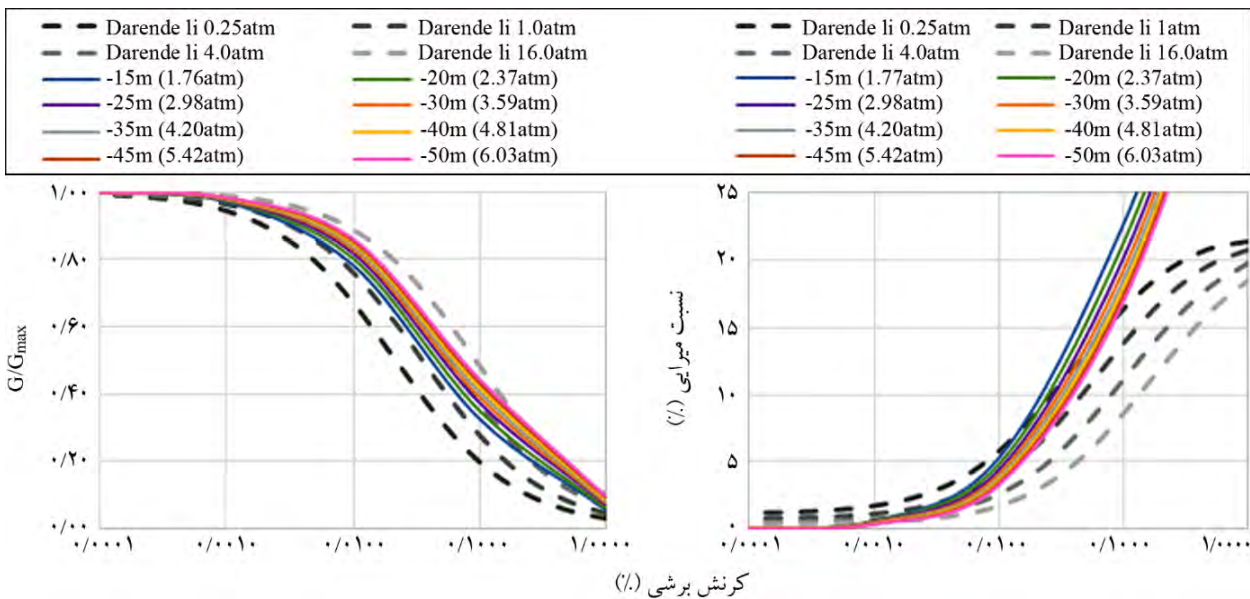 Darende li 0.25atm Darende li 1.0atm
Darende li 4.0atm Darende li 16.0atm
-15m (1.76atm) -20m (2.37atm)
-25m (2.98atm) -30m (3.59atm)
-35m (4.20atm) -40m (4.81atm)
-45m (5.42atm) -50m (6.03atm)
Darende li 0.25atm Darende li 1atm
Darende li 4.0atm Darende li 16.0atm
-15m (1.77atm) -20m (2.37atm)
-25m (2.98atm) -30m (3.59atm)
-35m (4.20atm) -40m (4.81atm)
-45m (5.42atm) -50m (6.03atm)
G/Gmax
۱/۰۰
۰/۸۰
۰/۶۰
۰/۴۰
۰/۲۰
۰/۰۰
۰/۰۰۰۱ ۰/۰۰۱۰ ۰/۰۱۰۰ ۰/۱۰۰۰ ۱/۰۰۰۰
نسبت میرایی (٪)
۲۵
۲۰
۱۵
۱۰
۵
۰
۰/۰۰۰۱ ۰/۰۰۱۰ ۰/۰۱۰۰ ۰/۱۰۰۰ ۱/۰۰۰۰
کرنش برشی (٪)